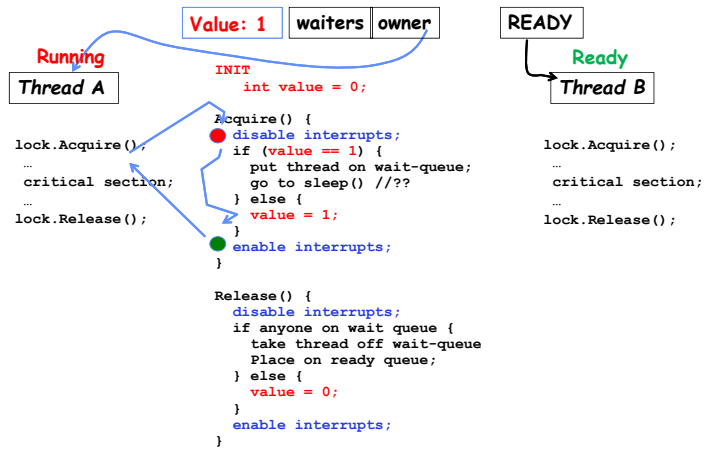 Value: 1 waiters owner READY
Running Ready
Thread A Thread B
INIT
int value = 0;
lock.Acquire();
…
critical section;
…
lock.Release();
Acquire() {
disable interrupts;
if (value == 1) {
put thread on wait-queue;
go to sleep() //??
} else {
value = 1;
}
enable interrupts;
}
Release() {
disable interrupts;
if anyone on wait queue {
take thread off wait-queue
Place on ready queue;
} else {
value = 0;
}
enable interrupts;
}
lock.Acquire();
…
critical section;
…
lock.Release();